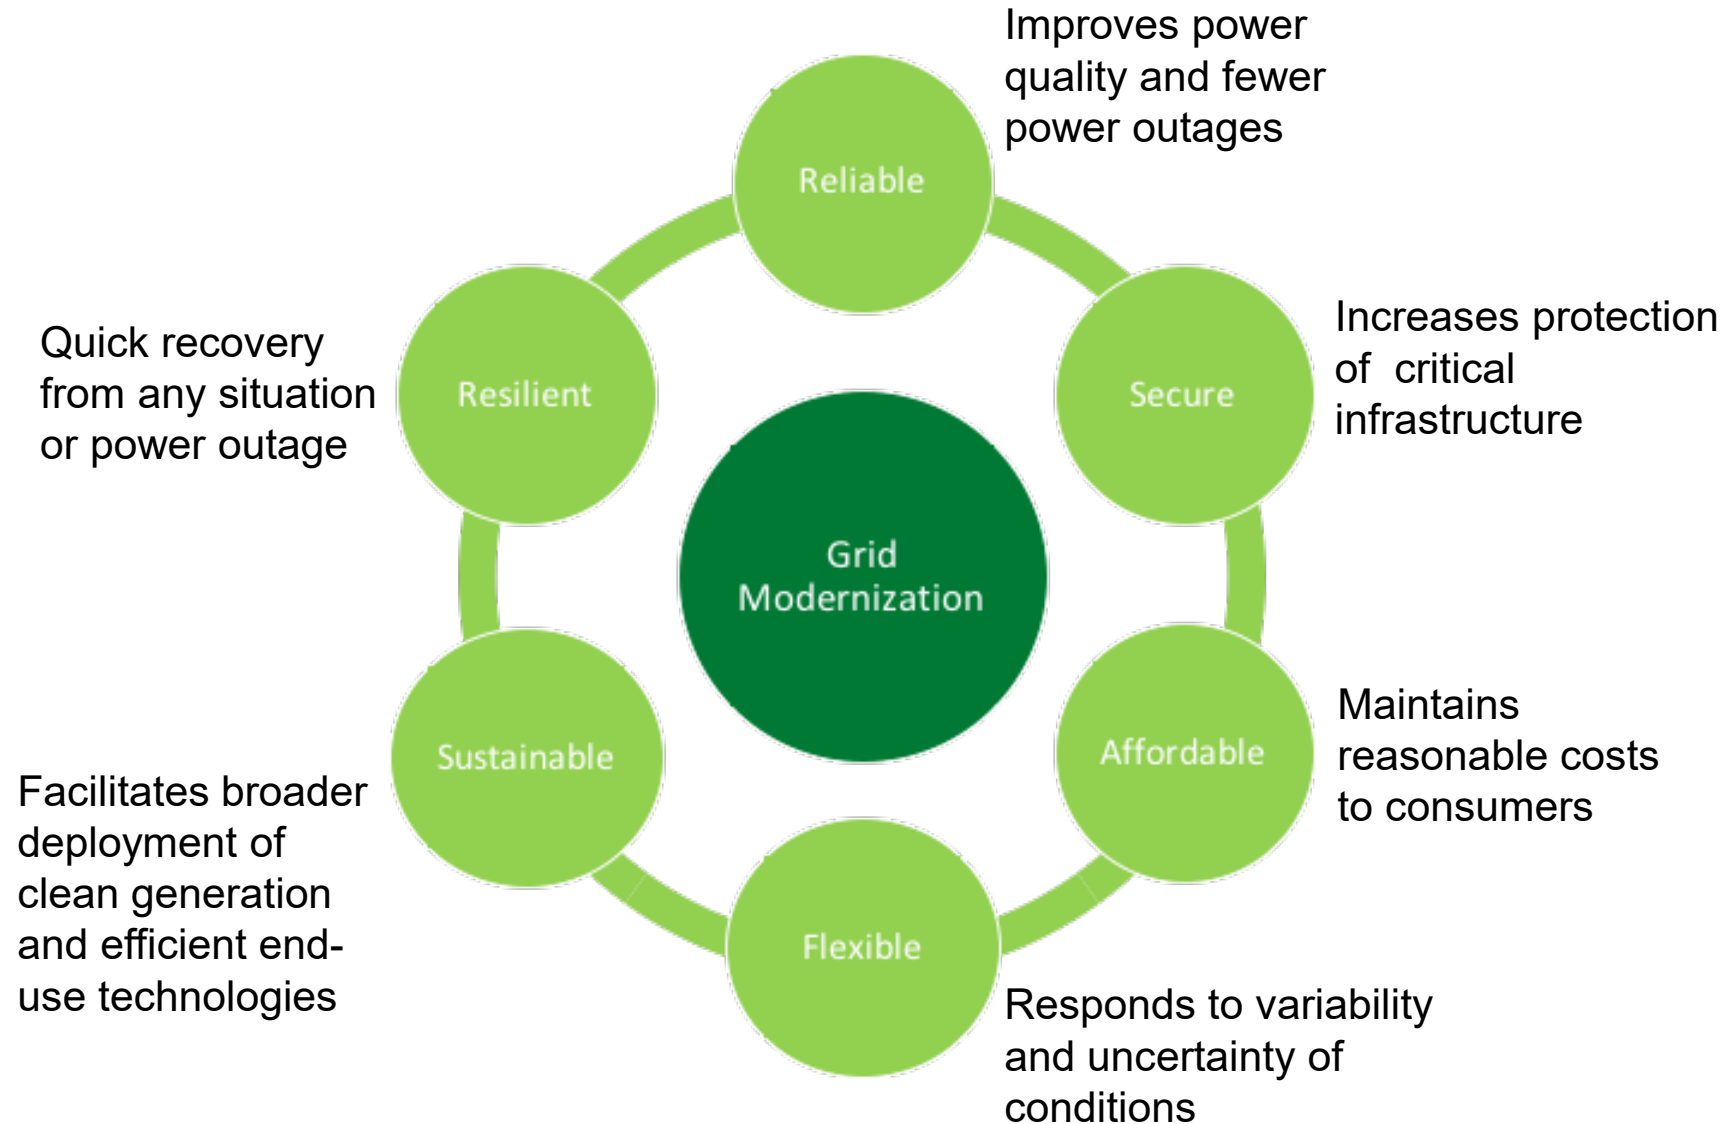 Improves power
quality and fewer
power outages
Reliable
Quick recovery
from any situation
or power outage
Resilient
Secure
Increases protection
of  critical
infrastructure
Grid
Modernization
Sustainable
Facilitates broader
deployment of
clean generation
and efficient end-
use technologies
Affordable
Maintains
reasonable costs
to consumers
Flexible
Responds to variability
and uncertainty of
conditions